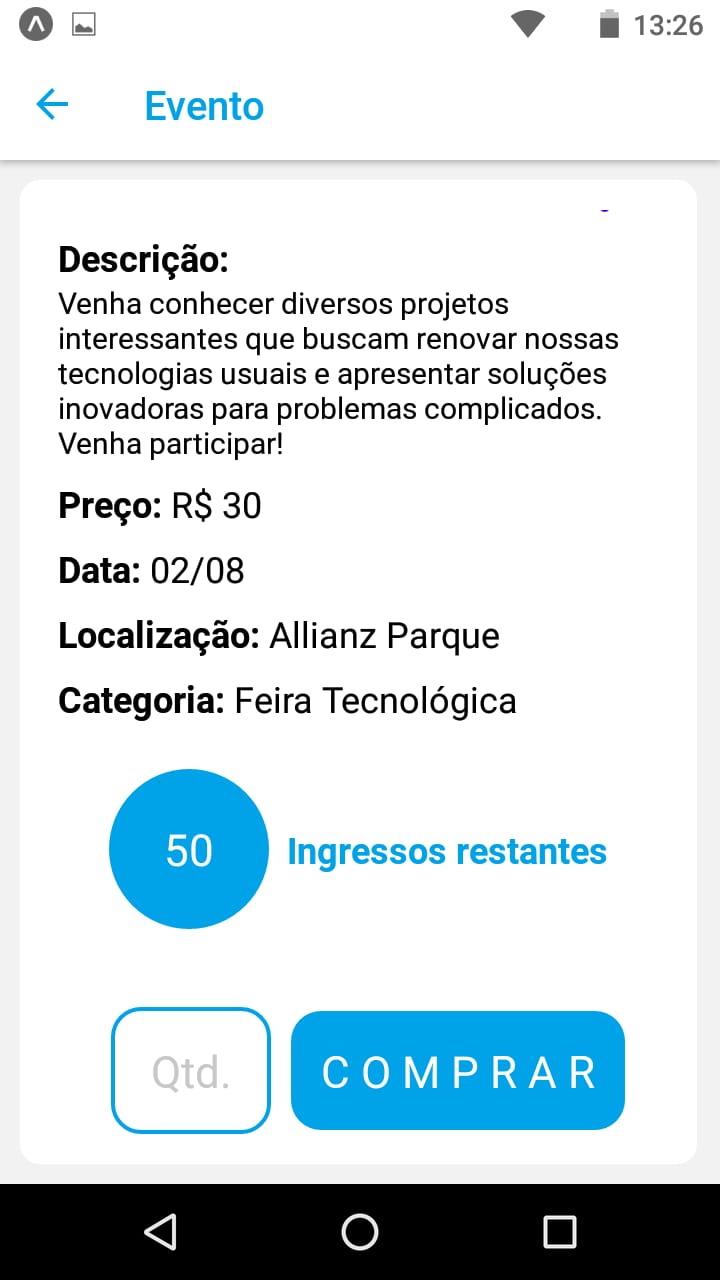 13:26
Evento
Descrição:
Venha conhecer diversos projetos
interessantes que buscam renovar nossas
tecnologias usuais e apresentar soluções
inovadoras para problemas complicados.
Venha participar!
Preço: R$ 30
Data: 02/08
Localização: Allianz Parque
Categoria: Feira Tecnológica
50 Ingressos restantes
Qtd. COMPRAR